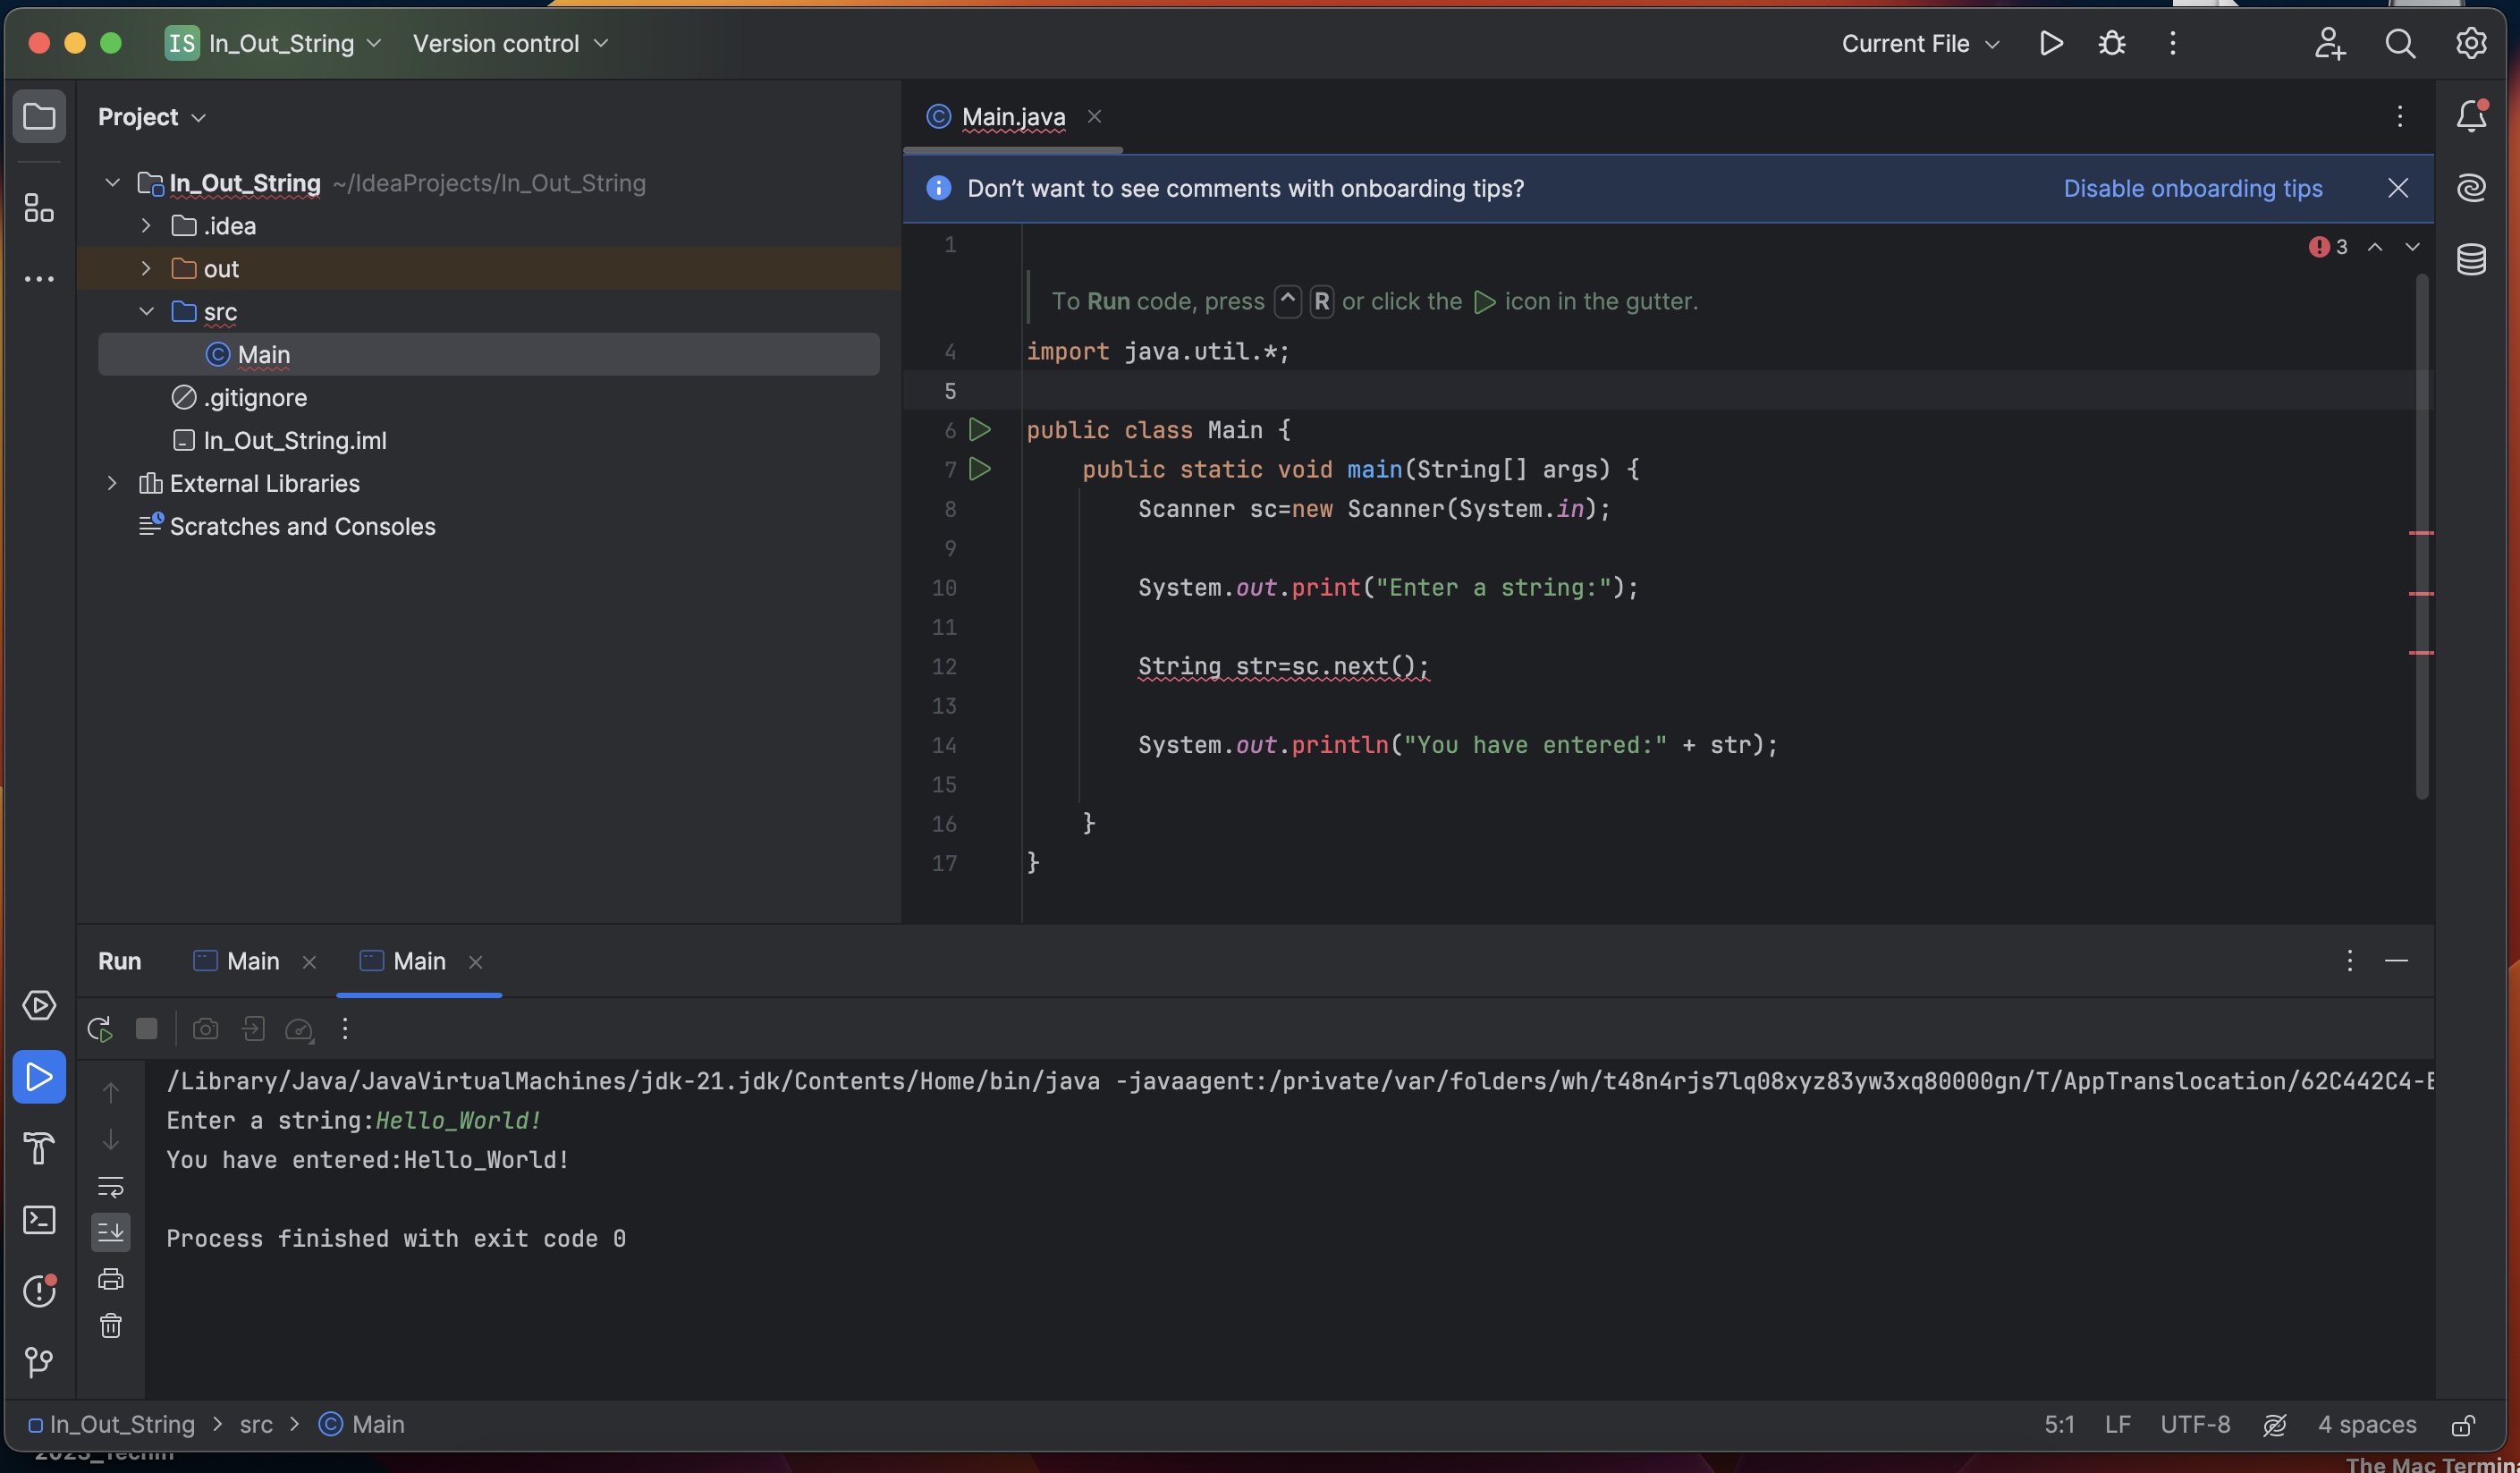 IS In_Out_String Version control Current File
Project
Main.java
In_Out_String ~/IdeaProjects/In_Out_String
.idea
out
src
Main
.gitignore
In_Out_String.iml
External Libraries
Scratches and Consoles
Don't want to see comments with onboarding tips? Disable onboarding tips
1
3
To Run code, press ^ R or click the icon in the gutter.
4 import java.util.*;
5
6 public class Main {
7 public static void main(String[] args) {
8 Scanner sc=new Scanner(System.in);
9
10 System.out.print("Enter a string:");
11
12 String str=sc.next();
13
14 System.out.println("You have entered:" + str);
15
16 }
17 }
Run Main Main
/Library/Java/JavaVirtualMachines/jdk-21.jdk/Contents/Home/bin/java -javaagent:/private/var/folders/wh/t48n4rjs7lq08xyz83yw3xq80000gn/T/AppTranslocation/62C442C4-
Enter a string:Hello_World!
You have entered:Hello_World!
Process finished with exit code 0
In_Out_String > src > Main 5:1 LF UTF-8 4 spaces
The Mac Termin